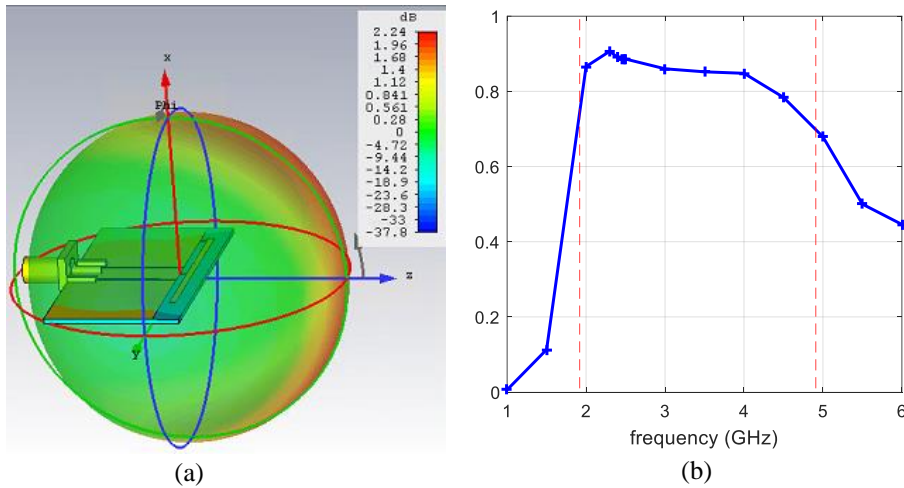 dB
2.24
1.96
1.68
1.4
1.12
0.841
0.561
0.28
0
-4.72
-9.44
-14.2
-18.9
-23.6
-28.3
-33
-37.8
x
Phi
z
y
(a)
1
0.8
0.6
0.4
0.2
0
1 2 3 4 5 6
frequency (GHz)
(b)